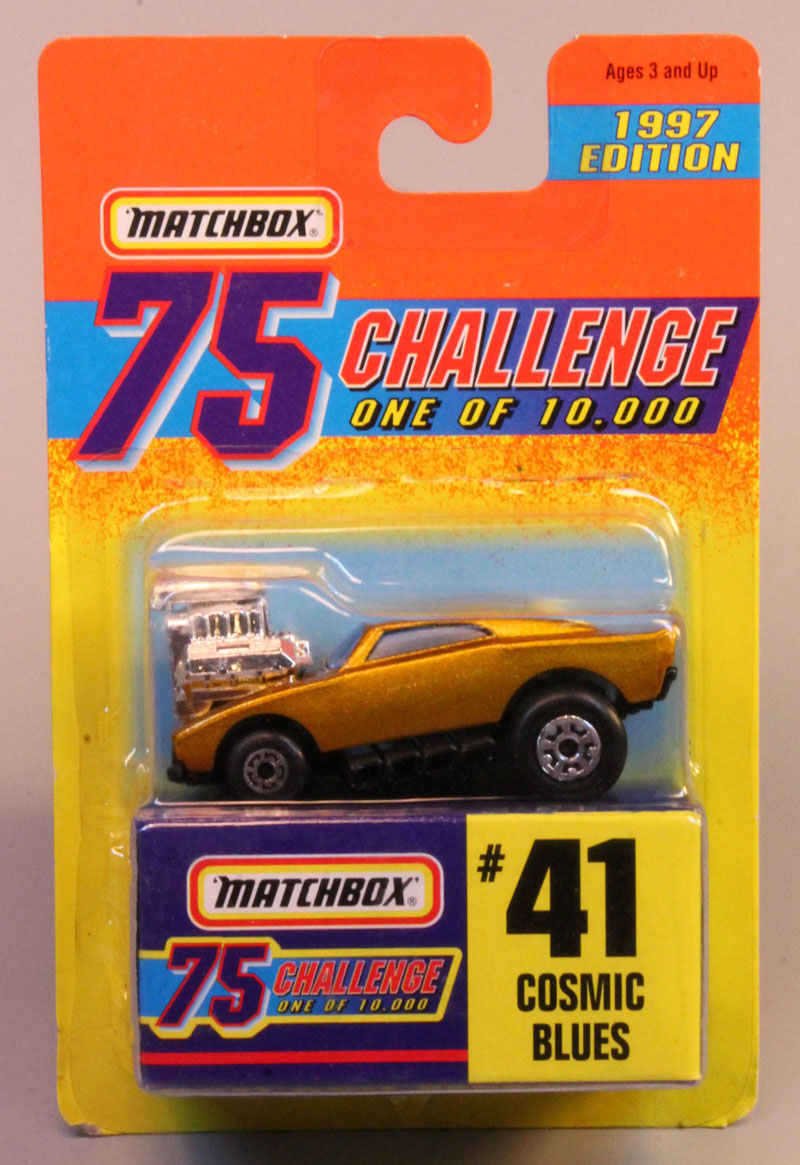 Ages 3 and Up
1997
EDITION
'MATCHBOX'®
75
CHALLENGE
ONE OF 10.000
'MATCHBOX'®
75
CHALLENGE
ONE OF 10.000
#41
COSMIC
BLUES